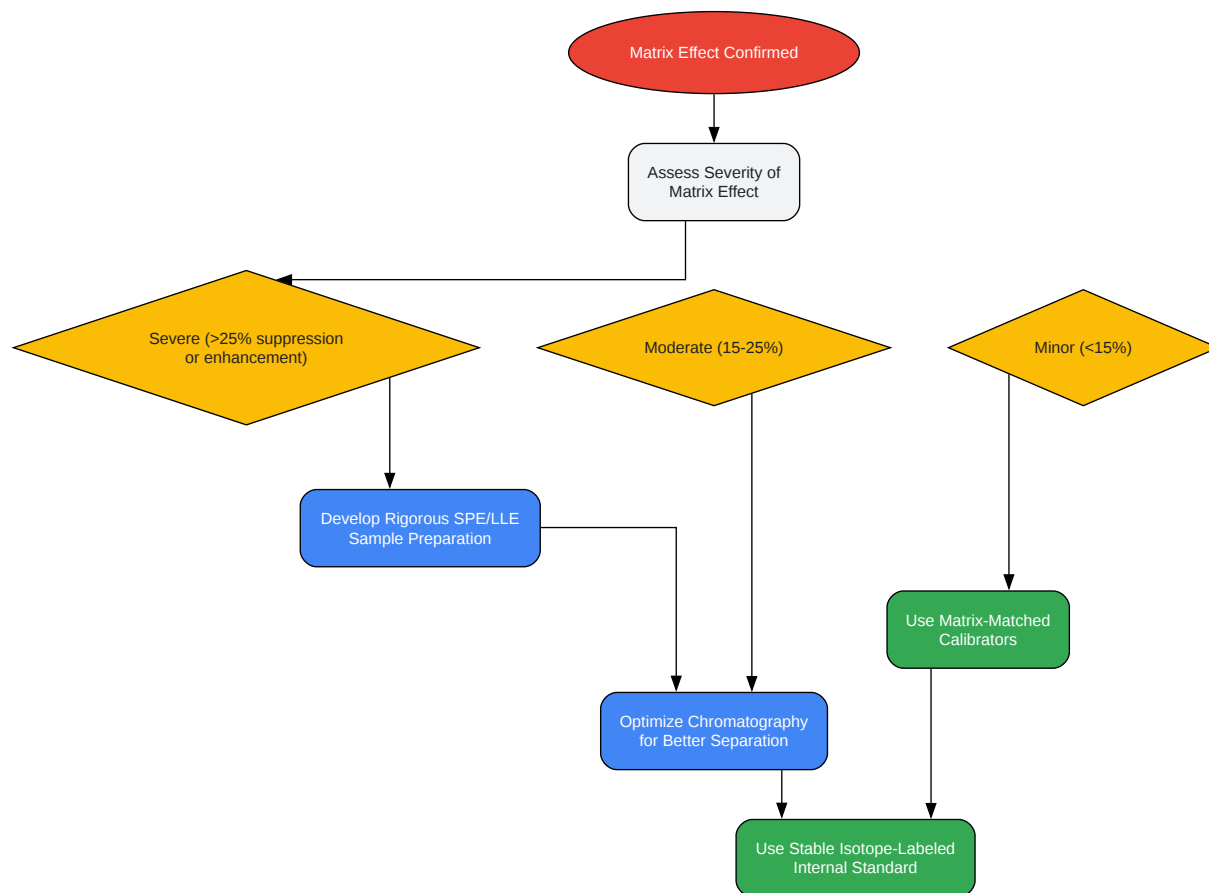 Matrix Effect Confirmed
Assess Severity of
Matrix Effect
Severe (>25% suppression
or enhancement)
Moderate (15-25%)
Minor (<15%)
Develop Rigorous SPE/LLE
Sample Preparation
Use Matrix-Matched
Calibrators
Optimize Chromatography
for Better Separation
Use Stable Isotope-Labeled
Internal Standard